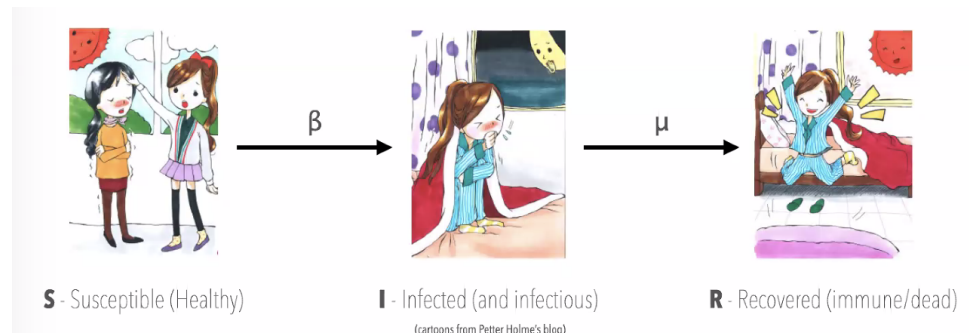 β
μ
S - Susceptible (Healthy)
I - Infected (and infectious)
R - Recovered (immune/dead)
(cartoons from Petter Holme's blog)